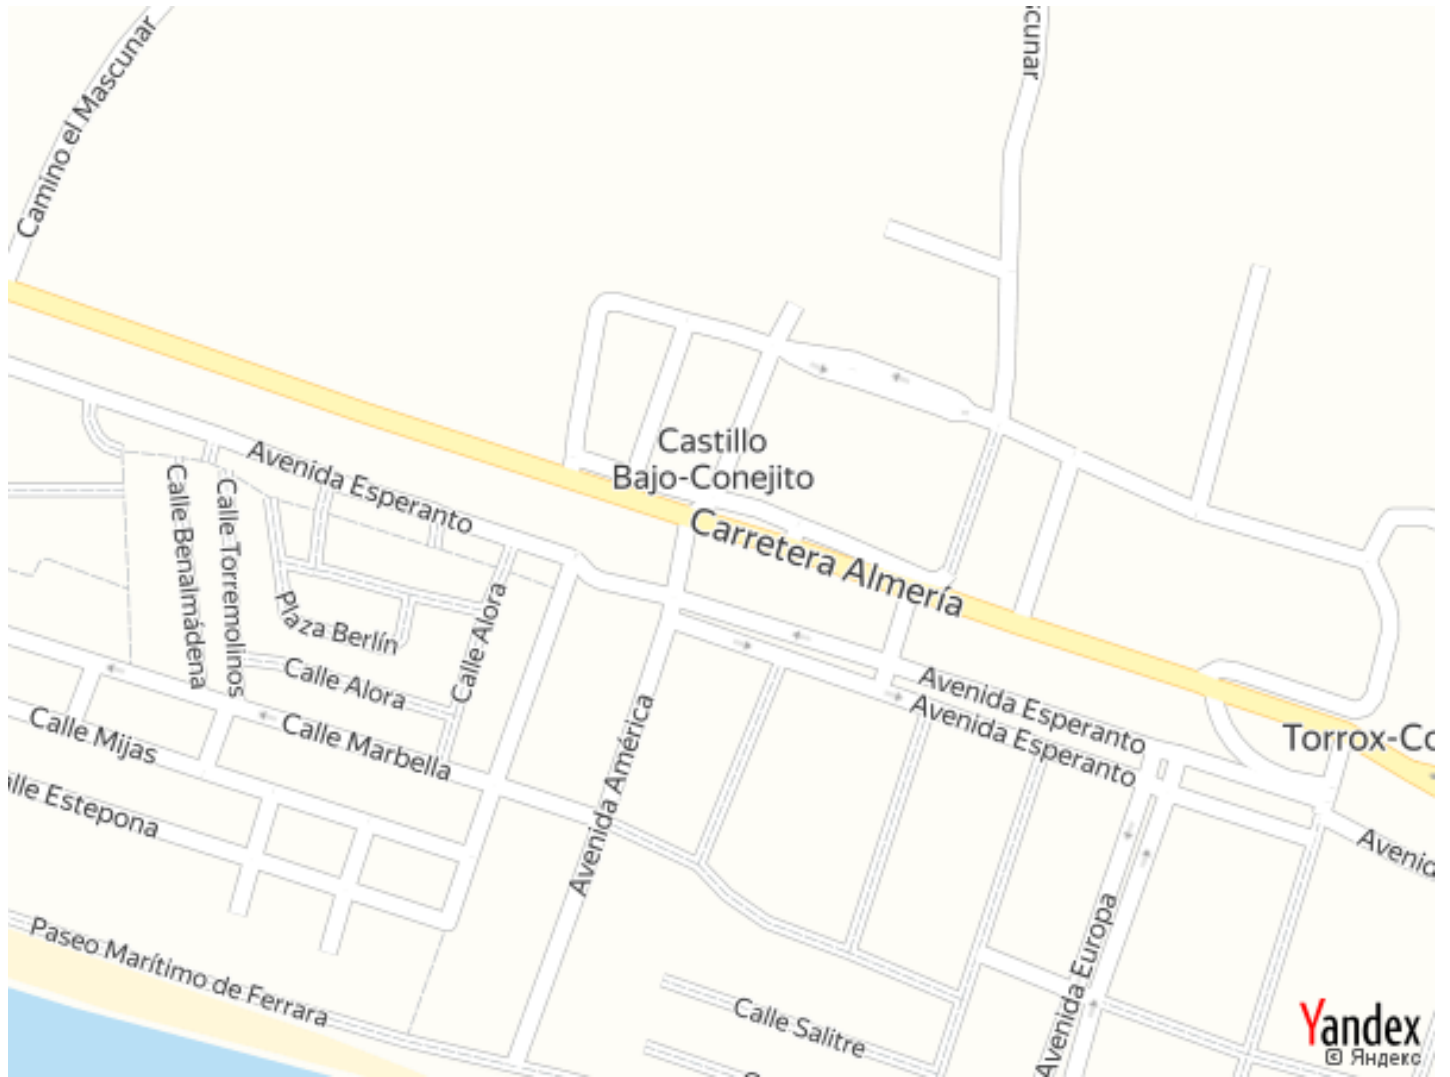 Camino el Mascunar
cunar
Castillo
Bajo-Conejito
Carretera Almería
Avenida Esperanto
Calle Benalmádena
Calle Torremolinos
Plaza Berlín
Calle Alora
Calle Alora
Calle Marbella
Calle Mijas
alle Estepona
Avenida América
Avenida Esperanto
Avenida Esperanto
Torrox-Co
Avenid
Avenida Europa
Paseo Marítimo de Ferrara
Calle Salitre
Yandex
© Яндекс